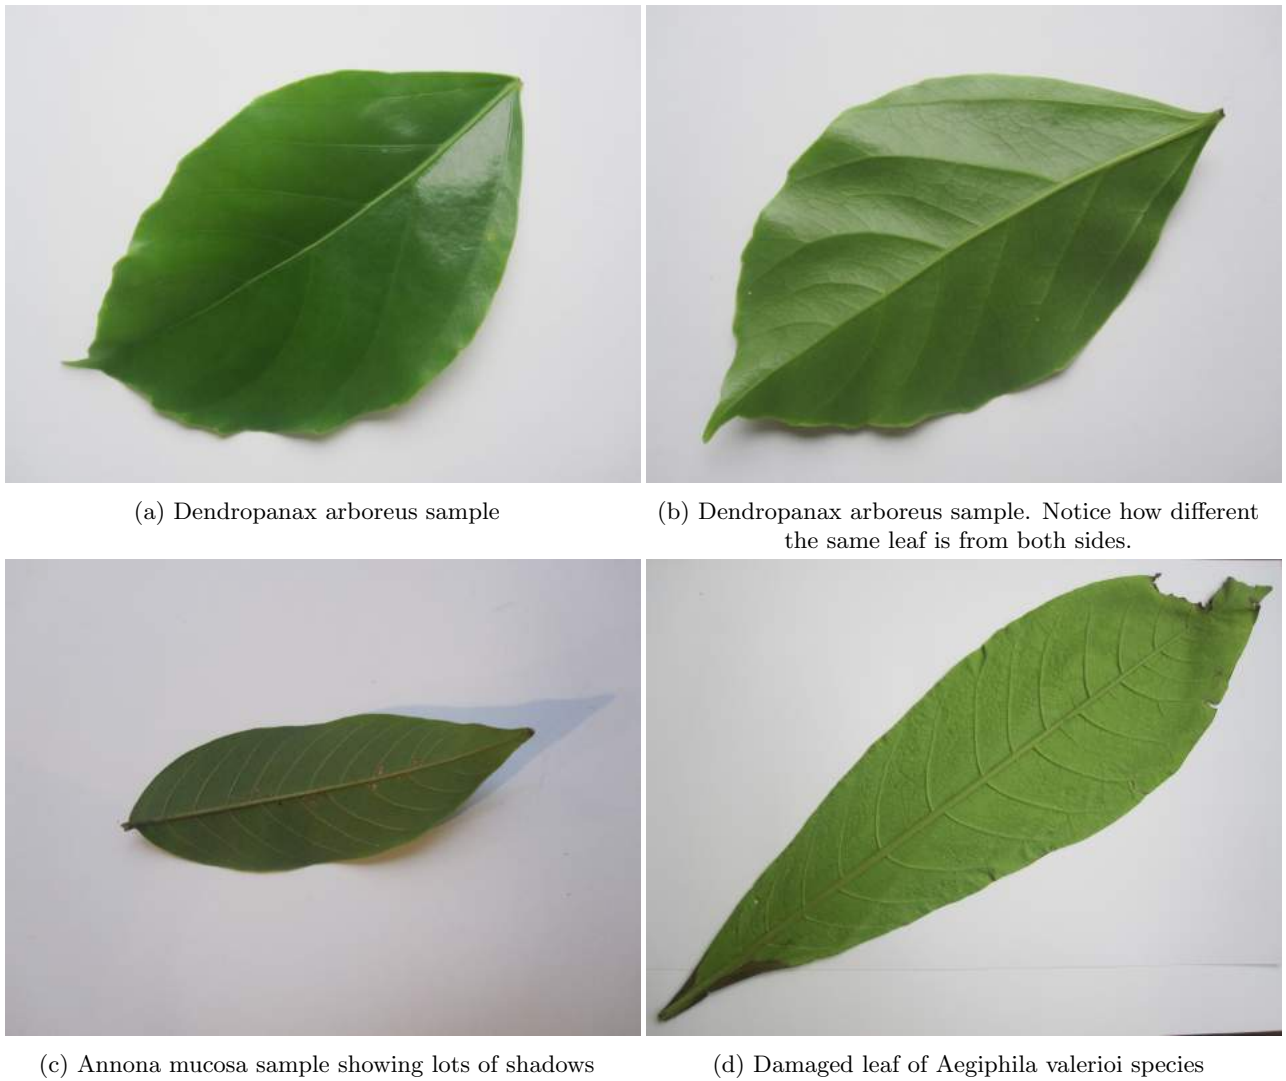 (a) Dendropanax arboreus sample
(b) Dendropanax arboreus sample. Notice how different
the same leaf is from both sides.
(c) Annona mucosa sample showing lots of shadows
(d) Damaged leaf of Aegiphila valerioi species